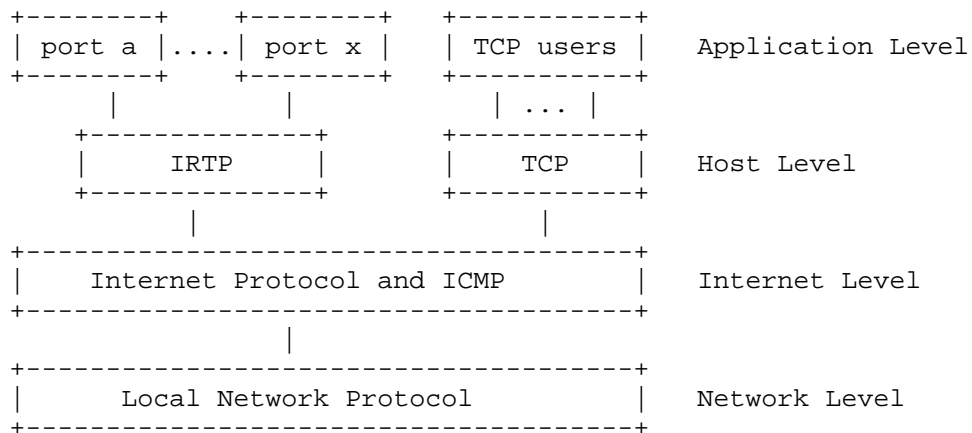 port a .... port x TCP users Application Level
...
IRTP TCP Host Level
Internet Protocol and ICMP Internet Level
Local Network Protocol Network Level